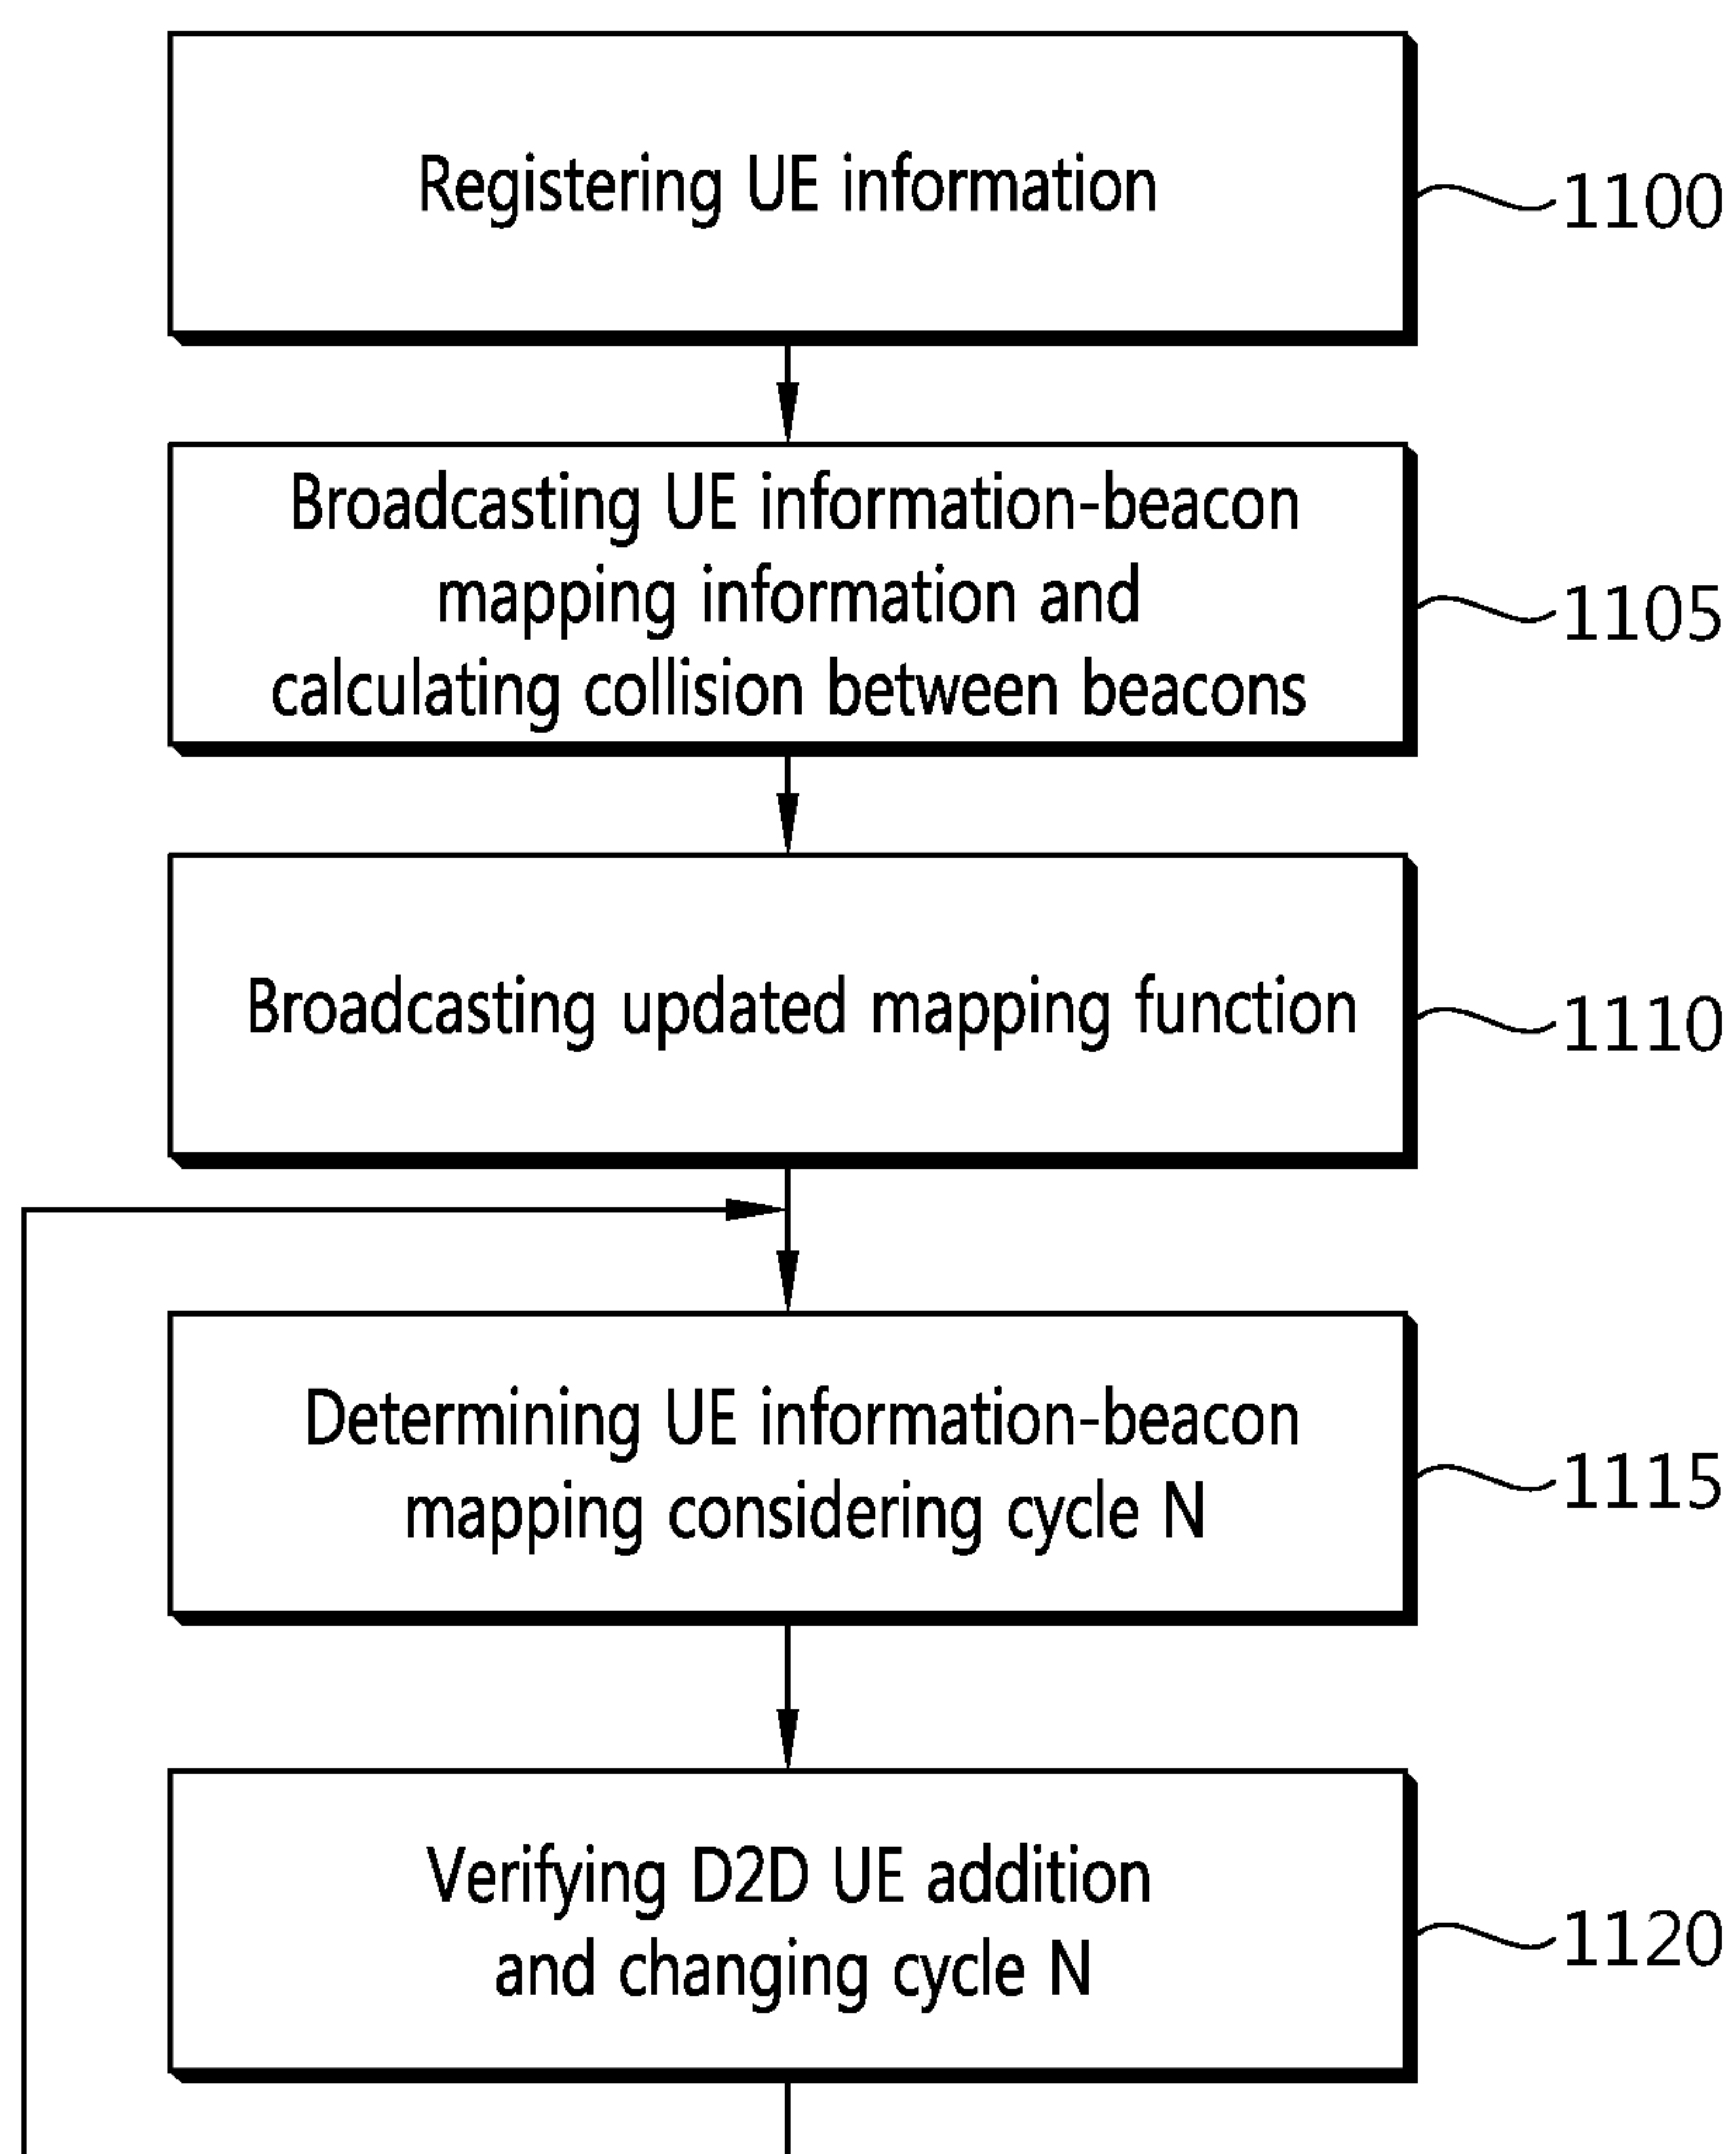 Registering UE information
1100
Broadcasting UE information-beacon
mapping information and
calculating collision between beacons
1105
Broadcasting updated mapping function
1110
Determining UE information-beacon
mapping considering cycle N
1115
Verifying D2D UE addition
and changing cycle N
1120